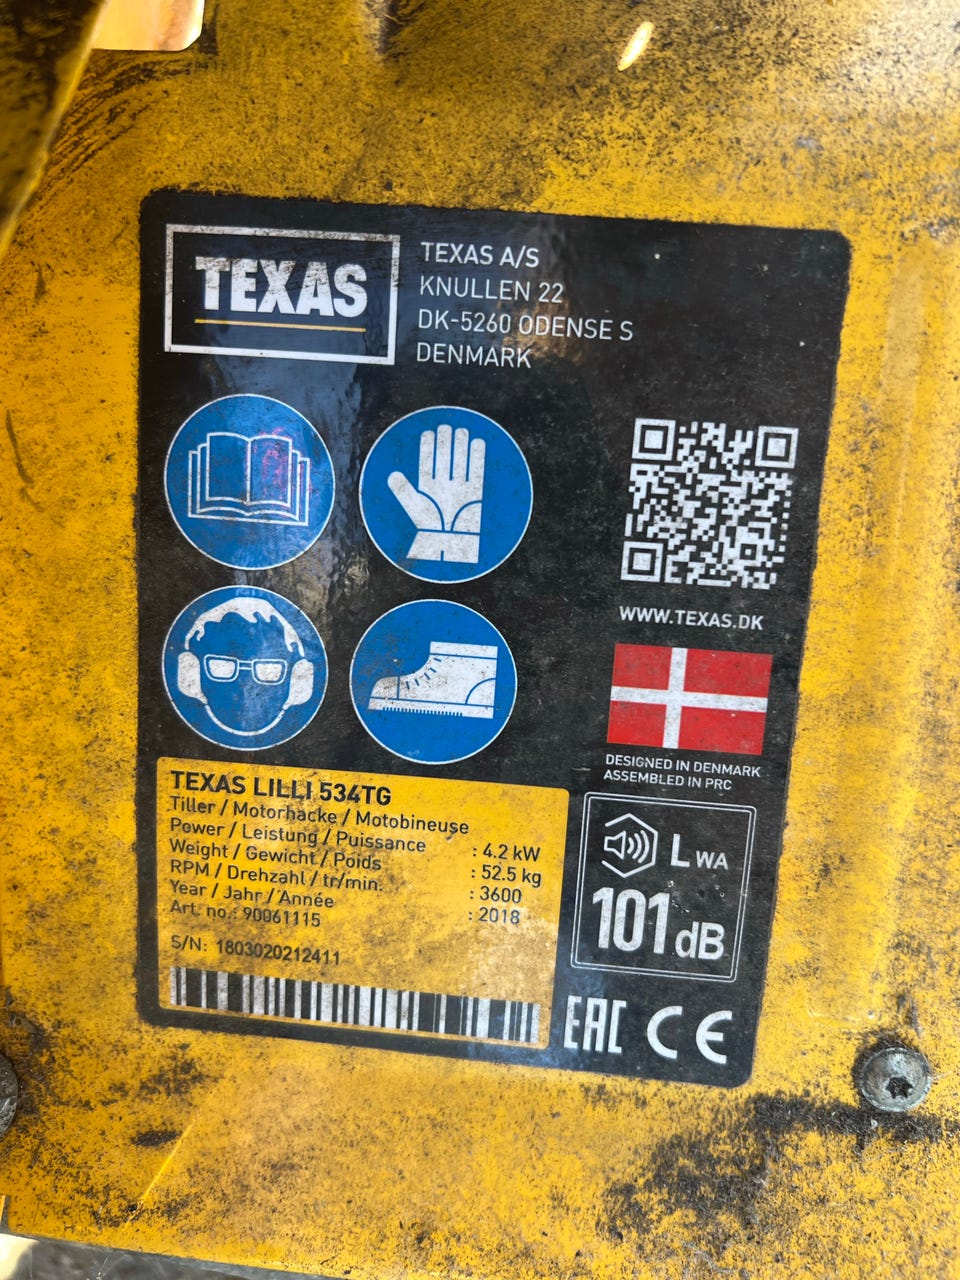 TEXAS
TEXAS A/S
KNULLEN 22
DK-5260 ODENSE S
DENMARK
WWW.TEXAS.DK
DESIGNED IN DENMARK
ASSEMBLED IN PRC
TEXAS LILLI 534TG
Tiller / Motorhacke / Motobineuse
Power / Leistung / Puissance : 4.2 kW
Weight / Gewicht / Poids : 52.5 kg
RPM / Drehzahl / tr/min. : 3600
Year / Jahr / Année : 2018
Art. no.: 90061115
S/N: 1803020212411
LWA
101 dB
EAC CE